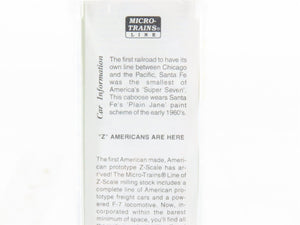 MICRO-
TRAINS®
LINE
Car Information
The first railroad to have its
own line between Chicago
and the Pacific, Santa Fe
was the smallest of
America's 'Super Seven'.
This caboose wears Santa
Fe's 'Plain Jane' paint
scheme of the early 1960's.
"Z" AMERICANS ARE HERE
The first American made, Ameri-
can prototype Z-Scale has ar-
rived! The Micro-Trains® Line of
Z-Scale milling stock includes a
complete line of American pro-
totype freight cars and a pow-
ered F-7 locomotive. Now, in-
corporated within the barest
minimum of space, you'll find all